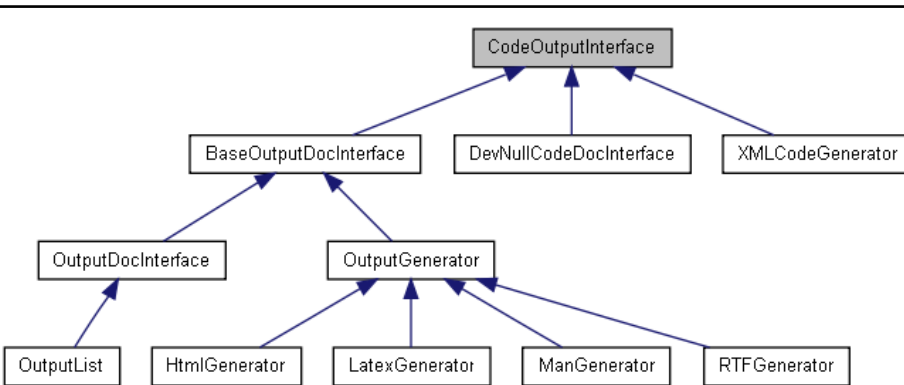 CodeOutputInterface
BaseOutputDocInterface
DevNullCodeDocInterface
XMLCodeGenerator
OutputDocInterface
OutputGenerator
OutputList
HtmlGenerator
LatexGenerator
ManGenerator
RTFGenerator